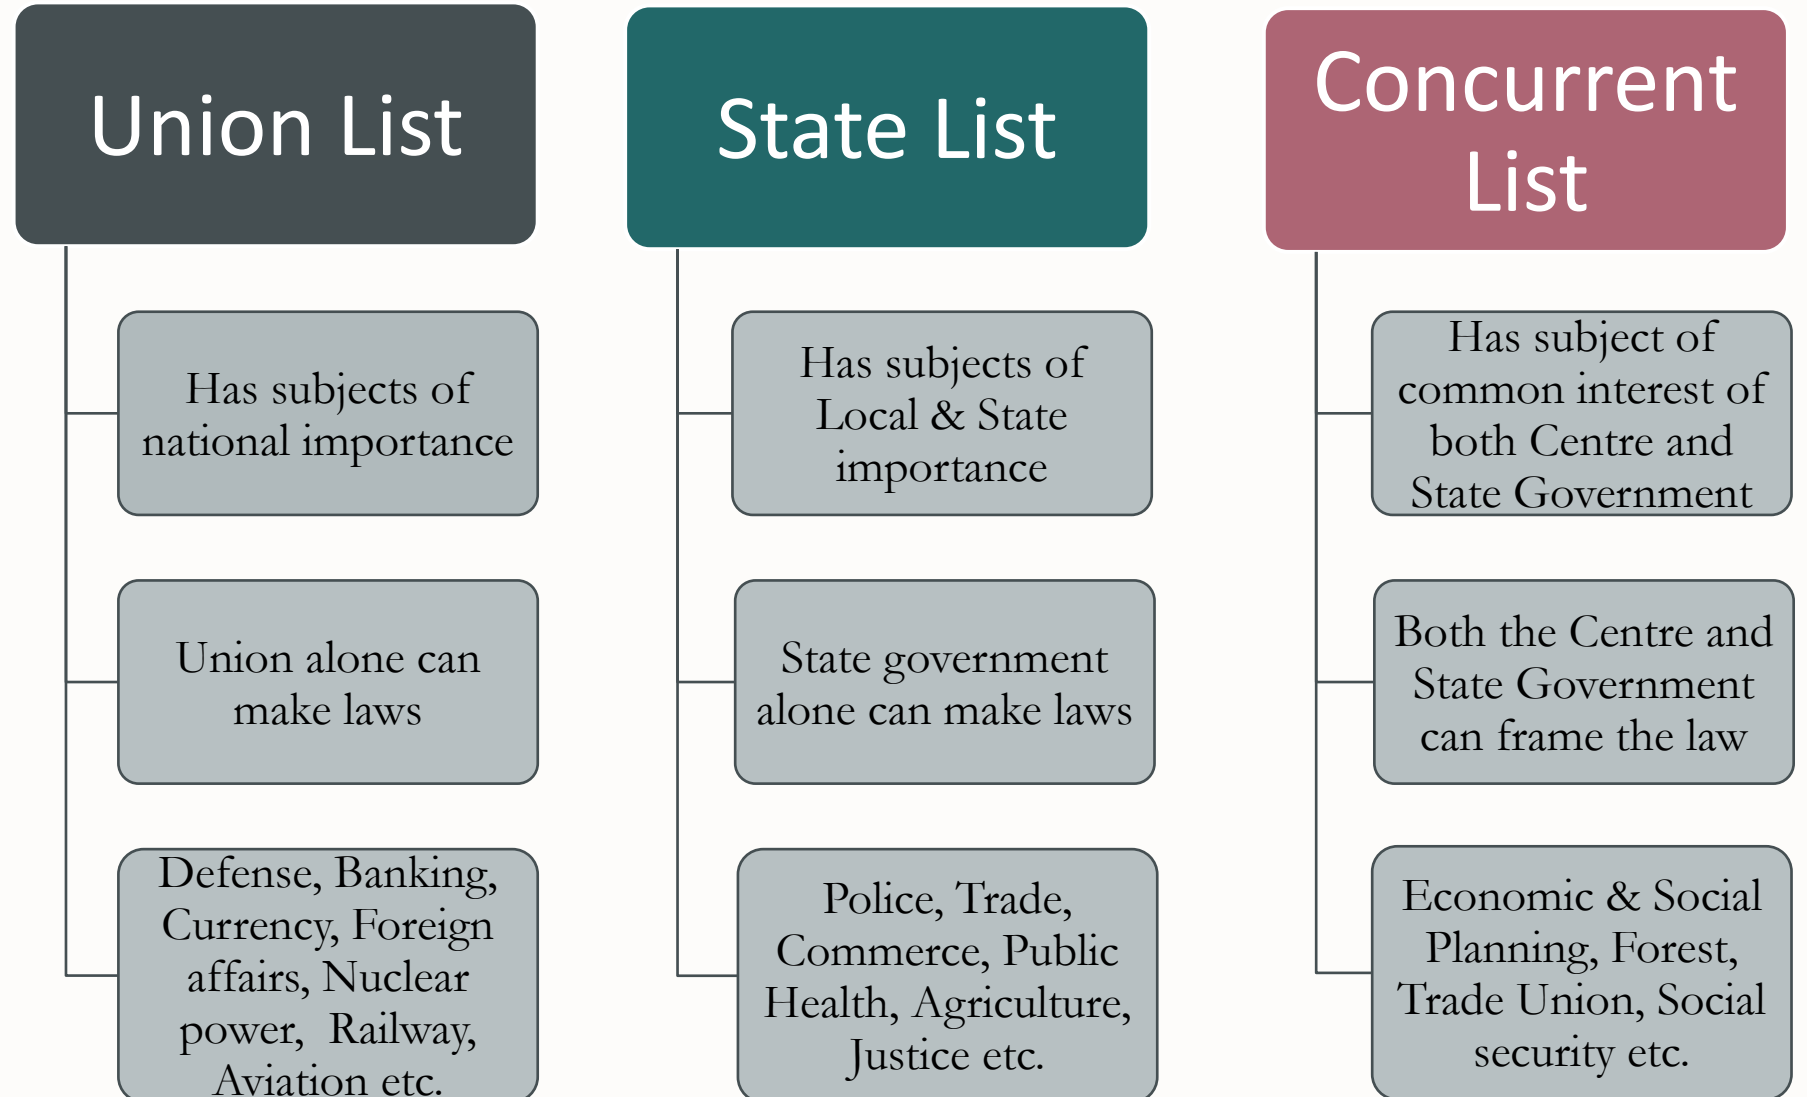 Union List
Has subjects of
national importance
Union alone can
make laws
Defense, Banking,
Currency, Foreign
affairs, Nuclear
power, Railway,
Aviation etc.
State List
Has subjects of
Local & State
importance
State government
alone can make laws
Police, Trade,
Commerce, Public
Health, Agriculture,
Justice etc.
Concurrent
List
Has subject of
common interest of
both Centre and
State Government
Both the Centre and
State Government
can frame the law
Economic & Social
Planning, Forest,
Trade Union, Social
security etc.